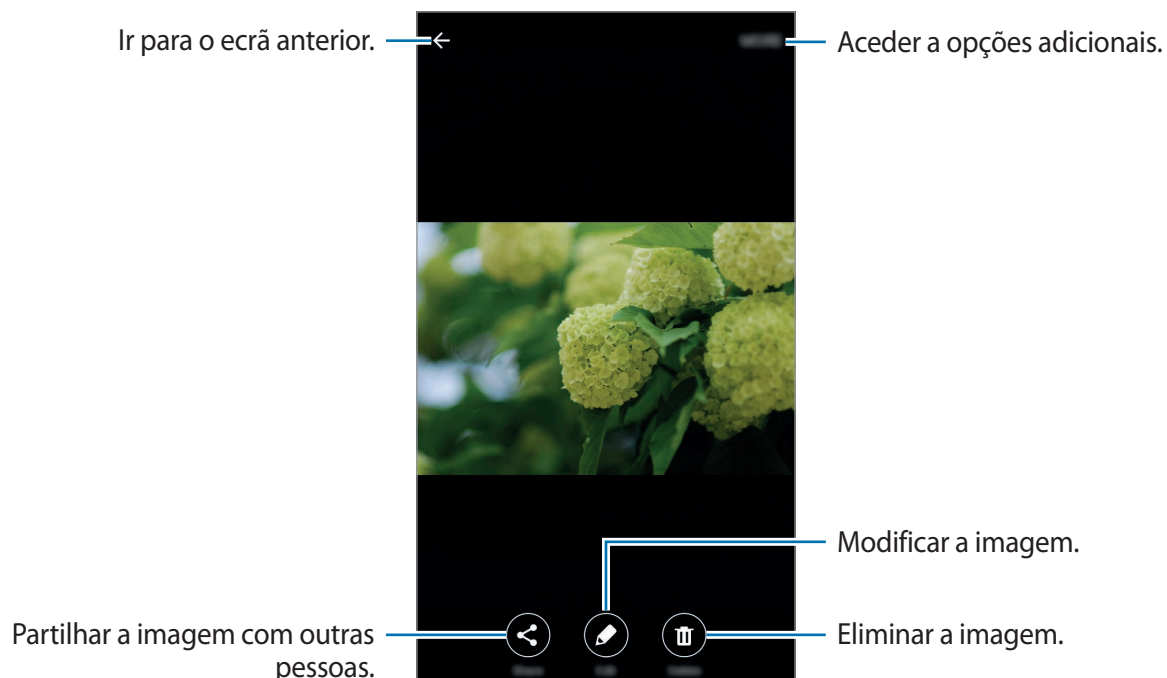 Ir para o ecrã anterior.
Aceder a opções adicionais.
Modificar a imagem.
Partilhar a imagem com outras
pessoas.
Eliminar a imagem.